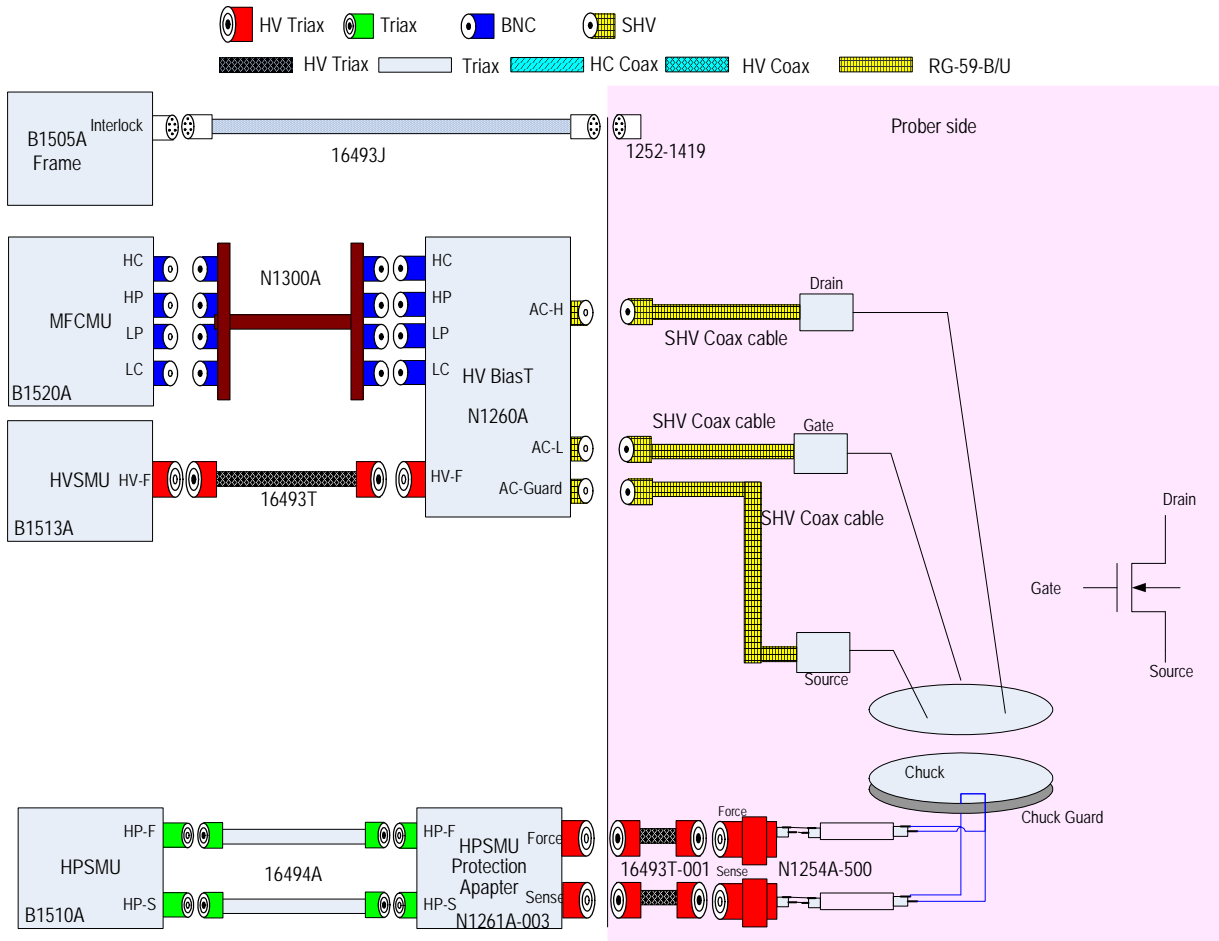 HV Triax Triax BNC SHV
HV Triax Triax HC Coax HV Coax RG-59-B/U
B1505A
Frame
Interlock
16493J
1252-1419
Prober side
MFCMU
B1520A
HC
HP
LP
LC
N1300A
HC
HP
LP
LC
HV BiasT
N1260A
AC-H
AC-L
AC-Guard
HV-F
HVSMU
HV-F
B1513A
16493T
Drain
SHV Coax cable
SHV Coax cable
Gate
SHV Coax cable
Source
Drain
Gate
Source
Chuck
Chuck Guard
HPSMU
B1510A
HP-F
HP-S
16494A
HP-F
HP-S
HPSMU
Protection
Apapter
N1261A-003
Force
Sense
16493T-001
Force
Sense
N1254A-500